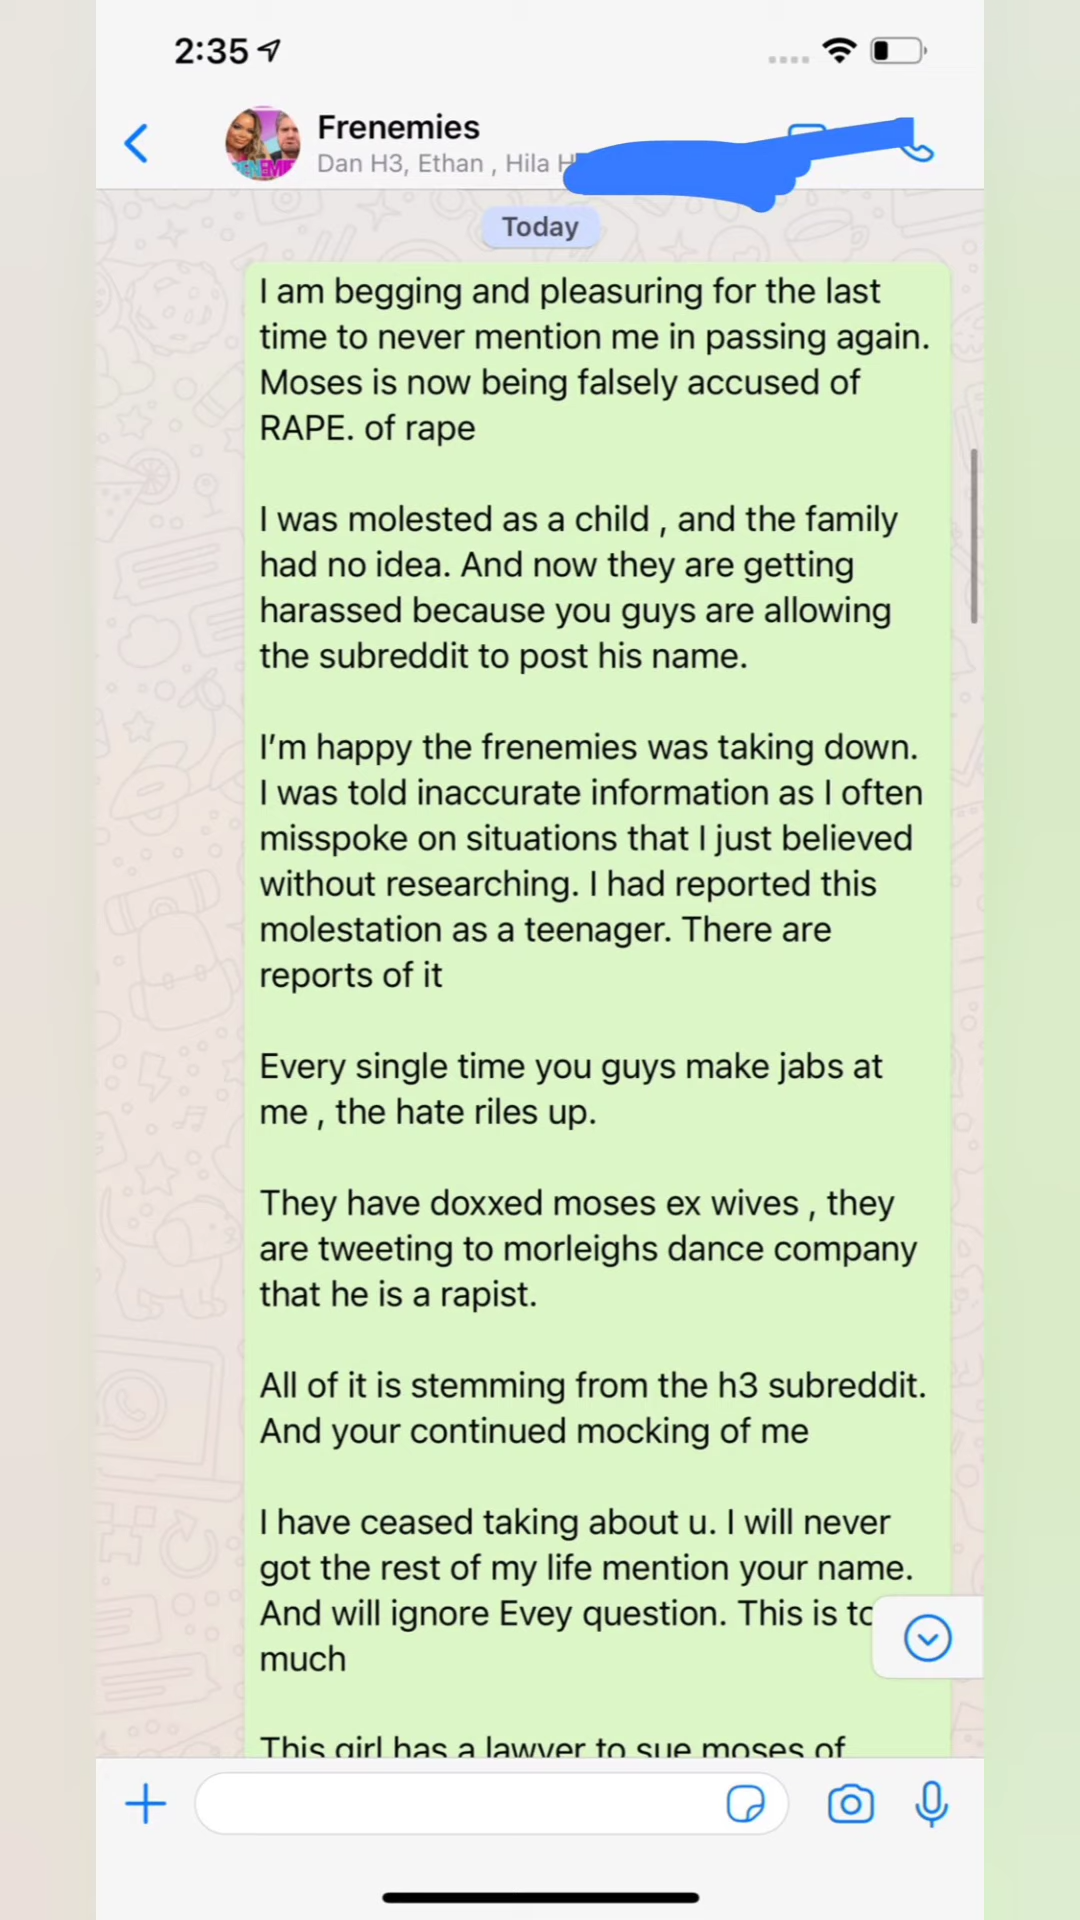 2:35
Frenemies
Dan H3, Ethan , Hila H
Today
I am begging and pleasuring for the last
time to never mention me in passing again.
Moses is now being falsely accused of
RAPE. of rape
I was molested as a child , and the family
had no idea. And now they are getting
harassed because you guys are allowing
the subreddit to post his name.
I'm happy the frenemies was taking down.
I was told inaccurate information as I often
misspoke on situations that I just believed
without researching. I had reported this
molestation as a teenager. There are
reports of it
Every single time you guys make jabs at
me , the hate riles up.
They have doxxed moses ex wives , they
are tweeting to morleighs dance company
that he is a rapist.
All of it is stemming from the h3 subreddit.
And your continued mocking of me
I have ceased taking about u. I will never
got the rest of my life mention your name.
And will ignore Evey question. This is to
much
This girl has a lawyer to sue moses of